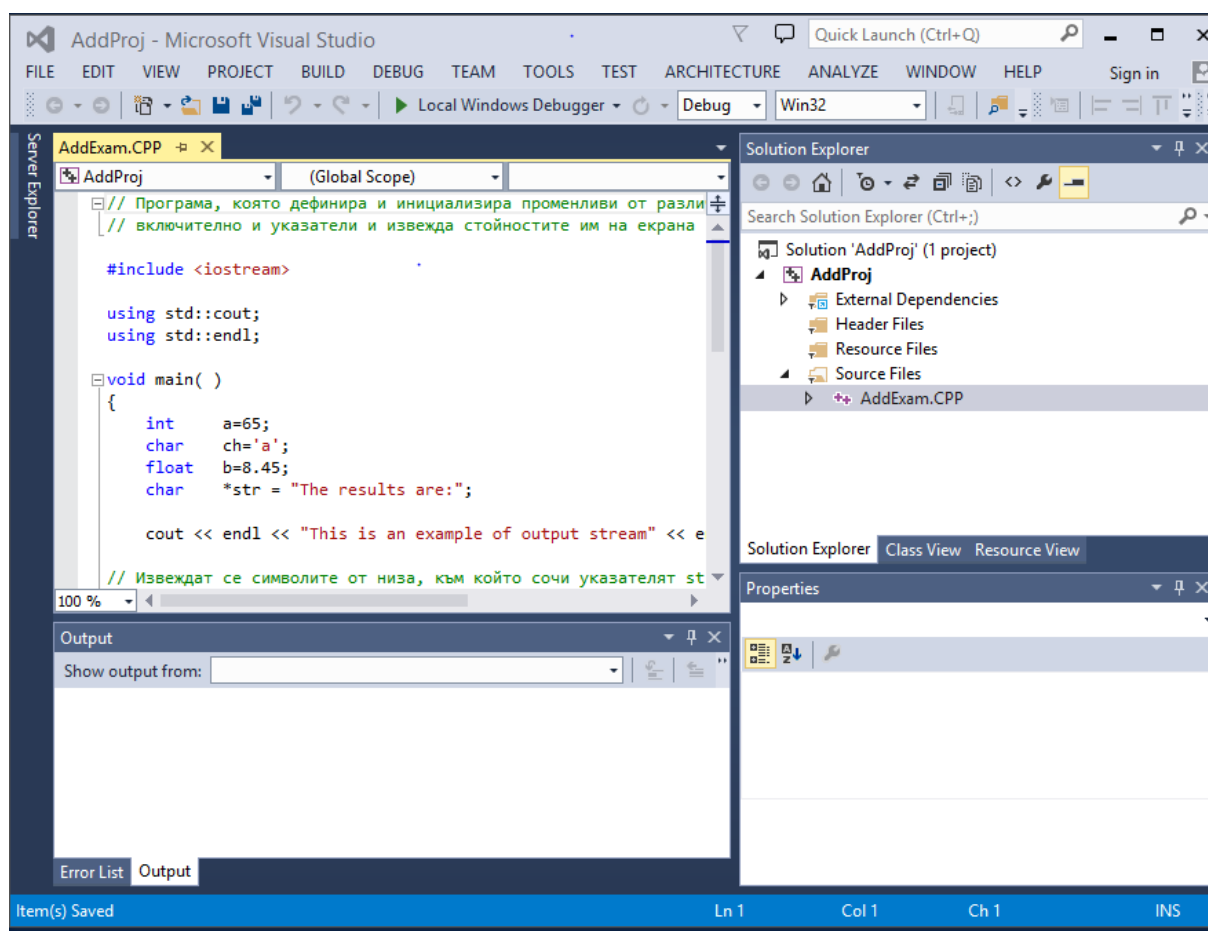 AddProj - Microsoft Visual Studio
Quick Launch (Ctrl+Q)
FILE EDIT VIEW PROJECT BUILD DEBUG TEAM TOOLS TEST ARCHITECTURE ANALYZE WINDOW HELP Sign in
Local Windows Debugger Debug Win32
Server Explorer
AddExam.CPP
AddProj (Global Scope)
// Програма, която дефинира и инициализира променливи от разли
// включително и указатели и извежда стойностите им на екрана
#include <iostream>
using std::cout;
using std::endl;
void main( )
{
int a=65;
char ch='a';
float b=8.45;
char *str = "The results are:";
cout << endl << "This is an example of output stream" << e
// Извеждат се символите от низа, към който сочи указателят st
100 %
Output
Show output from:
Error List Output
Solution Explorer
Search Solution Explorer (Ctrl+;)
Solution 'AddProj' (1 project)
AddProj
External Dependencies
Header Files
Resource Files
Source Files
AddExam.CPP
Solution Explorer Class View Resource View
Properties
Item(s) Saved Ln 1 Col 1 Ch 1 INS